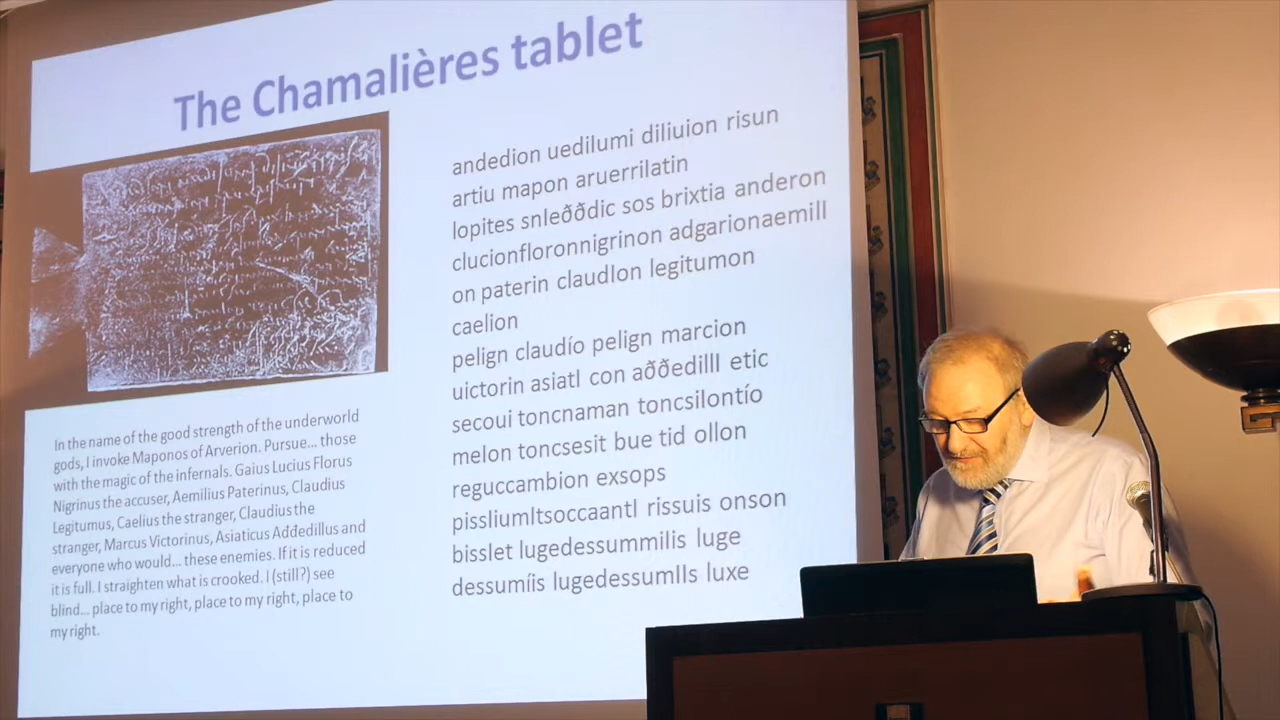 The Chamalières tablet
andedion uedilumi diliuion risun
artiu mapon aruerrilatin
lopites snleððdic sos brixtia anderon
clucionfloronnigrinon adgarionaemill
on paterin claudIon legitumon
caelion
pelign claudío pelign marcion
uictorin asiatI con aððedilllI etic
secoui toncnaman toncsilontío
melon toncsesit bue tid ollon
reguccambion exsops
pissliumItsoccaantI rissuis onson
bisslet lugedessummilis luge
dessumíis lugedessumIIs luxe
In the name of the good strength of the underworld
gods, I invoke Maponos of Arverion. Pursue... those
with the magic of the infernals. Gaius Lucius Florus
Nigrinus the accuser, Aemilius Paterinus, Claudius
Legitumus, Caelius the stranger, Claudius the
stranger, Marcus Victorinus, Asiaticus Addedillus and
everyone who would... these enemies. If it is reduced
it is full. I straighten what is crooked. I (still?) see
blind... place to my right, place to my right, place to
my right.